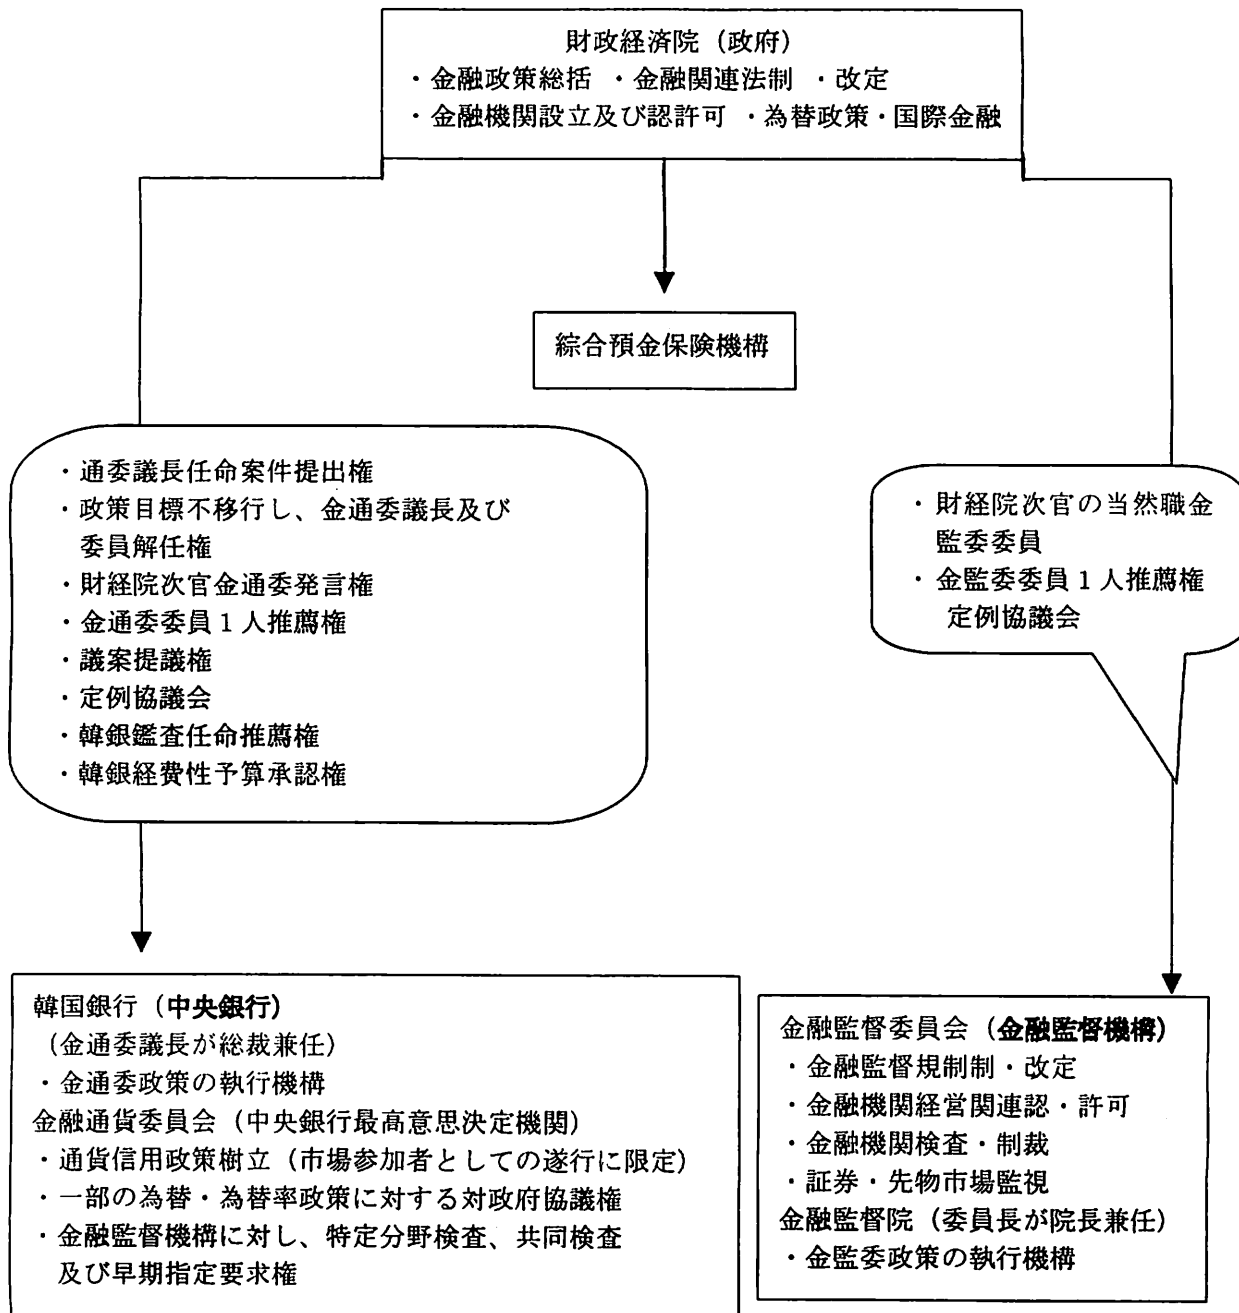 財政経済院（政府）
・金融政策総括 ・金融関連法制 ・改定
・金融機関設立及び認許可 ・為替政策・国際金融
綜合預金保険機構
・通委議長任命案件提出権
・政策目標不移行し、金通委議長及び
委員解任権
・財経院次官金通委発言権
・金通委委員１人推薦権
・議案提議権
・定例協議会
・韓銀鑑査任命推薦権
・韓銀経費性予算承認権
・財経院次官の当然職金
監委委員
・金監委委員１人推薦権
定例協議会
韓国銀行（中央銀行）
（金通委議長が総裁兼任）
・金通委政策の執行機構
金融通貨委員会（中央銀行最高意思決定機関）
・通貨信用政策樹立（市場参加者としての遂行に限定）
・一部の為替・為替率政策に対する対政府協議権
・金融監督機構に対し、特定分野検査、共同検査
及び早期指定要求権
金融監督委員会（金融監督機構）
・金融監督規制制・改定
・金融機関経営関連認・許可
・金融機関検査・制裁
・証券・先物市場監視
金融監督院（委員長が院長兼任）
・金監委政策の執行機構